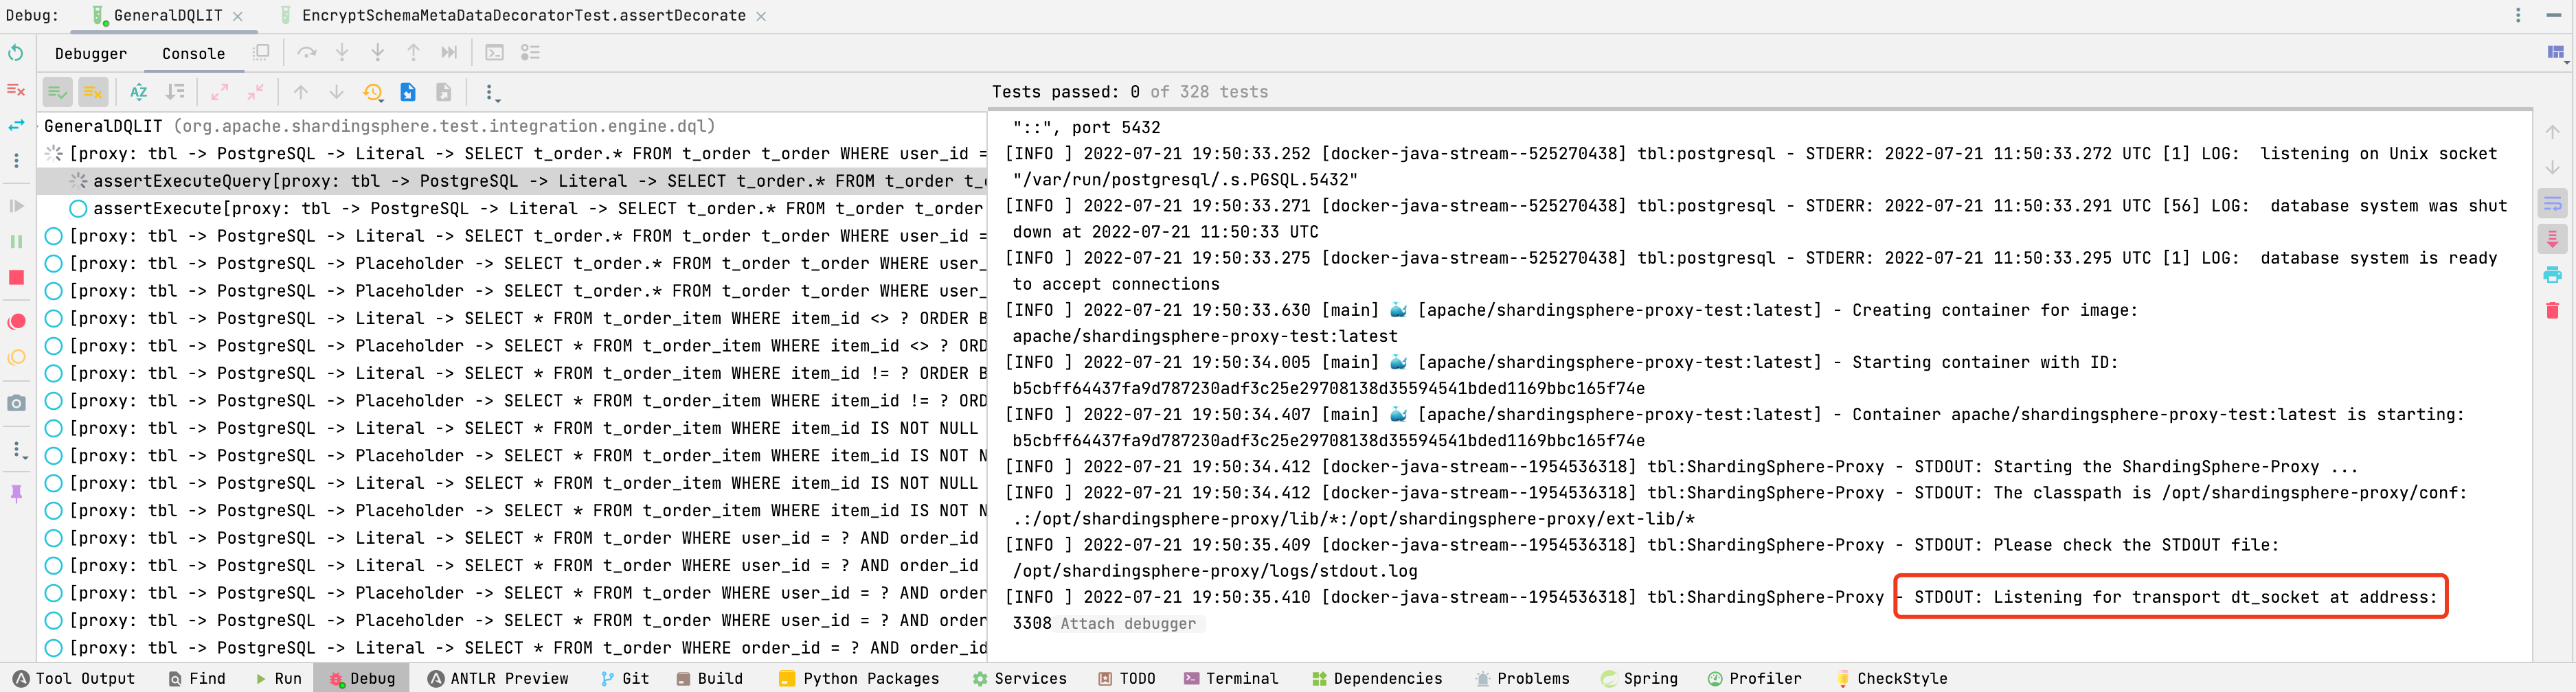 Debug: GeneralDQLIT EncryptSchemaMetaDataDecoratorTest.assertDecorate
Debugger Console
Tests passed: 0 of 328 tests
GeneralDQLIT (org.apache.shardingsphere.test.integration.engine.dql)
[proxy: tbl -> PostgreSQL -> Literal -> SELECT t_order.* FROM t_order t_order WHERE user_id =
assertExecuteQuery[proxy: tbl -> PostgreSQL -> Literal -> SELECT t_order.* FROM t_order t_o
assertExecute[proxy: tbl -> PostgreSQL -> Literal -> SELECT t_order.* FROM t_order t_order
[proxy: tbl -> PostgreSQL -> Literal -> SELECT t_order.* FROM t_order t_order WHERE user_id =
[proxy: tbl -> PostgreSQL -> Placeholder -> SELECT t_order.* FROM t_order t_order WHERE user_
[proxy: tbl -> PostgreSQL -> Placeholder -> SELECT t_order.* FROM t_order t_order WHERE user_
[proxy: tbl -> PostgreSQL -> Literal -> SELECT * FROM t_order_item WHERE item_id <> ? ORDER B
[proxy: tbl -> PostgreSQL -> Placeholder -> SELECT * FROM t_order_item WHERE item_id <> ? ORD
[proxy: tbl -> PostgreSQL -> Literal -> SELECT * FROM t_order_item WHERE item_id != ? ORDER B
[proxy: tbl -> PostgreSQL -> Placeholder -> SELECT * FROM t_order_item WHERE item_id != ? ORD
[proxy: tbl -> PostgreSQL -> Literal -> SELECT * FROM t_order_item WHERE item_id IS NOT NULL
[proxy: tbl -> PostgreSQL -> Placeholder -> SELECT * FROM t_order_item WHERE item_id IS NOT N
[proxy: tbl -> PostgreSQL -> Literal -> SELECT * FROM t_order_item WHERE item_id IS NOT NULL
[proxy: tbl -> PostgreSQL -> Placeholder -> SELECT * FROM t_order_item WHERE item_id IS NOT N
[proxy: tbl -> PostgreSQL -> Literal -> SELECT * FROM t_order WHERE user_id = ? AND order_id
[proxy: tbl -> PostgreSQL -> Literal -> SELECT * FROM t_order WHERE user_id = ? AND order_id
[proxy: tbl -> PostgreSQL -> Placeholder -> SELECT * FROM t_order WHERE user_id = ? AND order
[proxy: tbl -> PostgreSQL -> Placeholder -> SELECT * FROM t_order WHERE user_id = ? AND order
[proxy: tbl -> PostgreSQL -> Literal -> SELECT * FROM t_order WHERE order_id = ? AND order_id
"::", port 5432
[INFO ] 2022-07-21 19:50:33.252 [docker-java-stream--525270438] tbl:postgresql - STDERR: 2022-07-21 11:50:33.272 UTC [1] LOG:  listening on Unix socket
"/var/run/postgresql/.s.PGSQL.5432"
[INFO ] 2022-07-21 19:50:33.271 [docker-java-stream--525270438] tbl:postgresql - STDERR: 2022-07-21 11:50:33.291 UTC [56] LOG:  database system was shut
down at 2022-07-21 11:50:33 UTC
[INFO ] 2022-07-21 19:50:33.275 [docker-java-stream--525270438] tbl:postgresql - STDERR: 2022-07-21 11:50:33.295 UTC [1] LOG:  database system is ready
to accept connections
[INFO ] 2022-07-21 19:50:33.630 [main] 🐳 [apache/shardingsphere-proxy-test:latest] - Creating container for image:
apache/shardingsphere-proxy-test:latest
[INFO ] 2022-07-21 19:50:34.005 [main] 🐳 [apache/shardingsphere-proxy-test:latest] - Starting container with ID:
b5cbff64437fa9d787230adf3c25e29708138d35594541bded1169bbc165f74e
[INFO ] 2022-07-21 19:50:34.407 [main] 🐳 [apache/shardingsphere-proxy-test:latest] - Container apache/shardingsphere-proxy-test:latest is starting:
b5cbff64437fa9d787230adf3c25e29708138d35594541bded1169bbc165f74e
[INFO ] 2022-07-21 19:50:34.412 [docker-java-stream--1954536318] tbl:ShardingSphere-Proxy - STDOUT: Starting the ShardingSphere-Proxy ...
[INFO ] 2022-07-21 19:50:34.412 [docker-java-stream--1954536318] tbl:ShardingSphere-Proxy - STDOUT: The classpath is /opt/shardingsphere-proxy/conf:
.:/opt/shardingsphere-proxy/lib/*:/opt/shardingsphere-proxy/ext-lib/*
[INFO ] 2022-07-21 19:50:35.409 [docker-java-stream--1954536318] tbl:ShardingSphere-Proxy - STDOUT: Please check the STDOUT file:
/opt/shardingsphere-proxy/logs/stdout.log
[INFO ] 2022-07-21 19:50:35.410 [docker-java-stream--1954536318] tbl:ShardingSphere-Proxy - STDOUT: Listening for transport dt_socket at address:
3308 Attach debugger
Tool Output Find Run Debug ANTLR Preview Git Build Python Packages Services TODO Terminal Dependencies Problems Spring Profiler CheckStyle